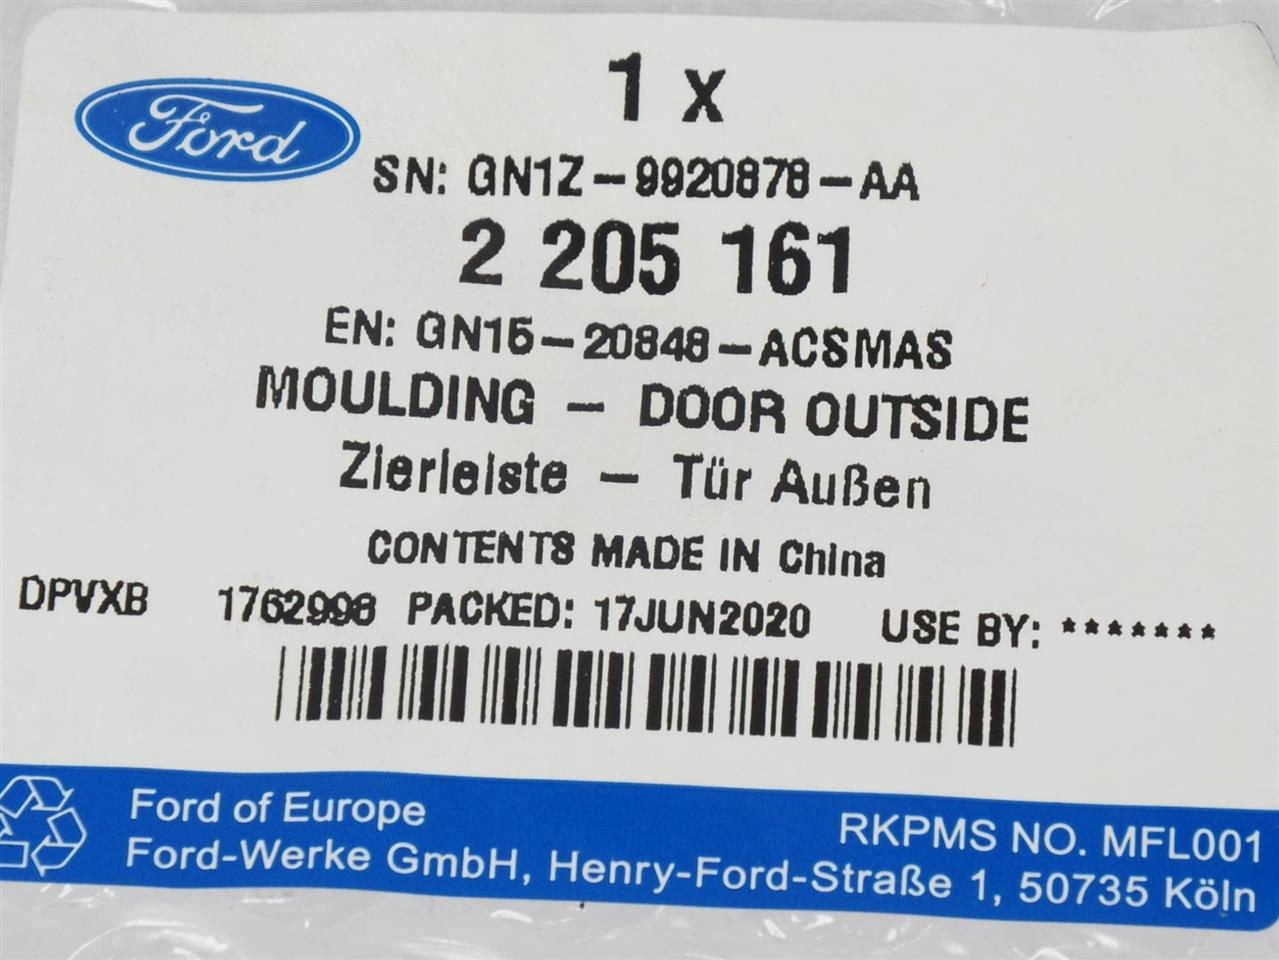 1 x
Ford
SN: GN1Z-9920878-AA
2 205 161
EN: GN15-20848-ACSMAS
MOULDING - DOOR OUTSIDE
Zierleiste - Tür Außen
CONTENTS MADE IN China
DPVXB 1762996 PACKED: 17JUN2020 USE BY: *******
Ford of Europe
RKPMS NO. MFL001
Ford-Werke GmbH, Henry-Ford-Straße 1, 50735 Köln